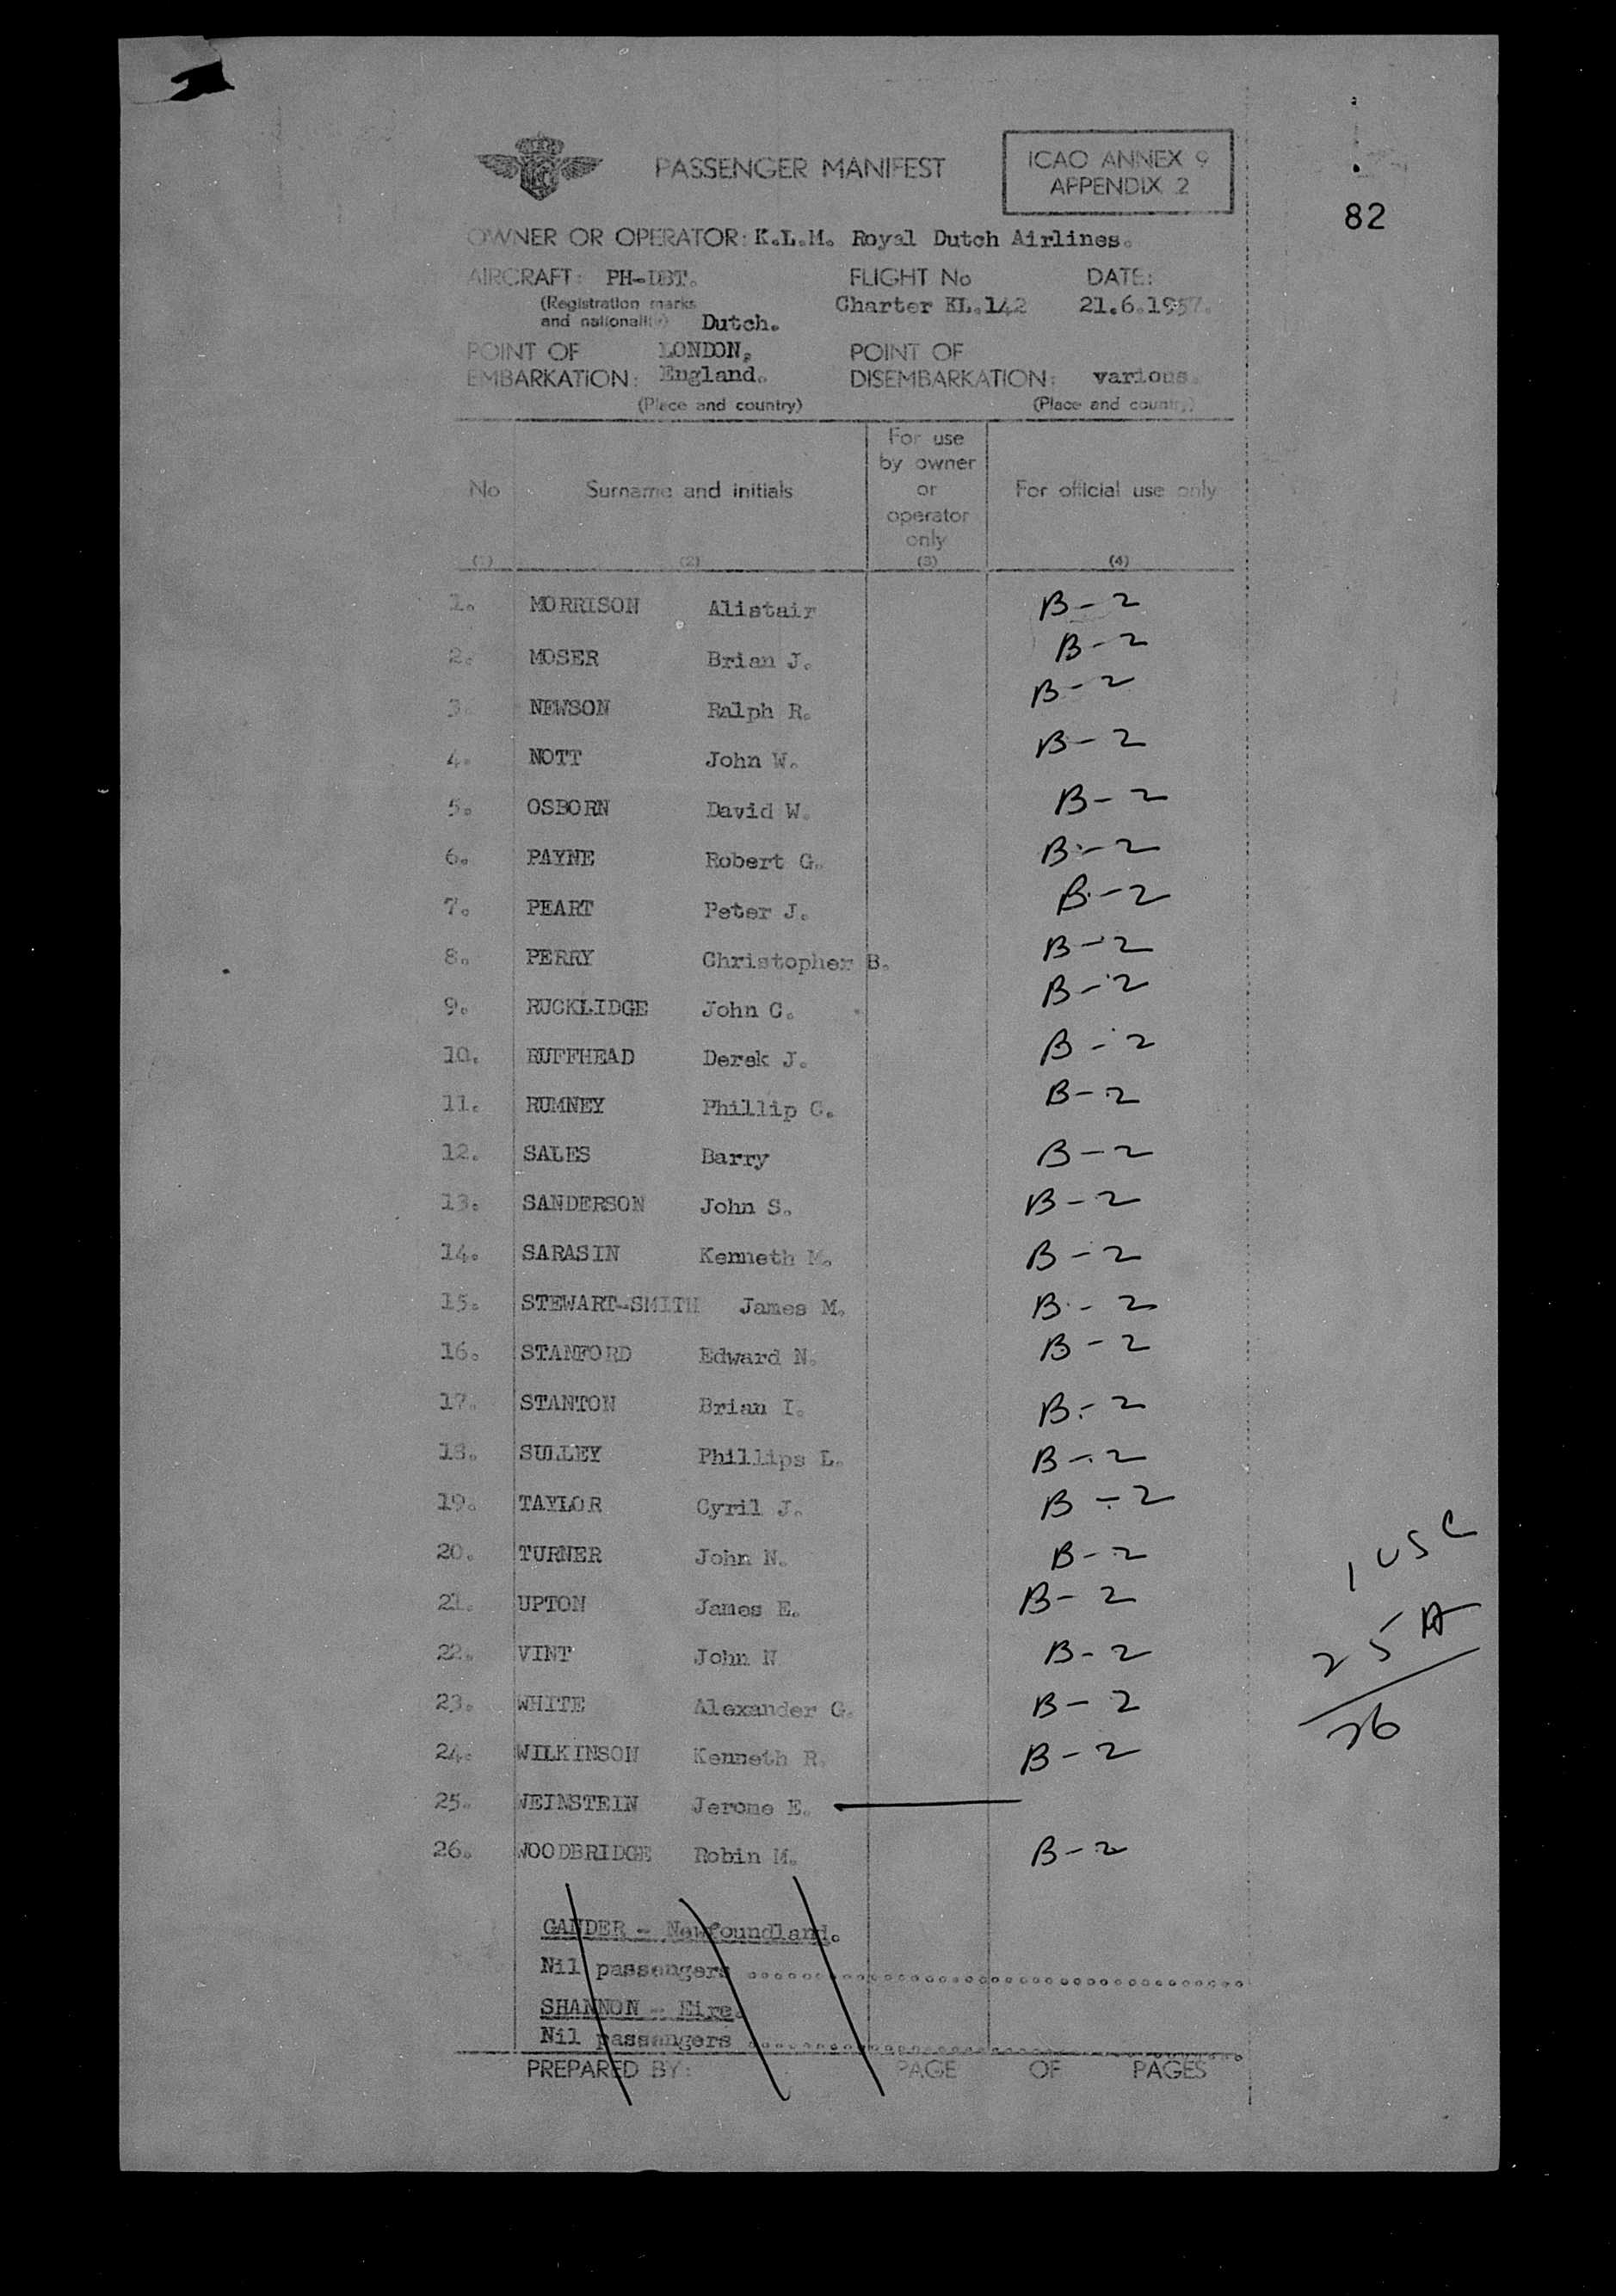 PASSENGER MANIFEST
ICAO ANNEX 9
APPENDIX 2
82
OWNER OR OPERATOR: K.L.M. Royal Dutch Airlines.
AIRCRAFT: PH-LBT. FLIGHT No DATE:
(Registration marks and nationality) Dutch. Charter KL.142 21.6.1957.
POINT OF EMBARKATION: LONDON, England. POINT OF DISEMBARKATION: various.
(Place and country) (Place and country)
No Surname and initials For use by owner or operator only For official use only
(1) (2) (3) (4)
1. MORRISON Alistair B-2
2. MOSER Brian J. B-2
3. NEWSON Ralph R. B-2
4. NOTT John W. B-2
5. OSBORN David W. B-2
6. PAYNE Robert G. B-2
7. PEART Peter J. B-2
8. PERRY Christopher B. B-2
9. RUCKLIDGE John C. B-2
10. RUFFHEAD Derek J. B-2
11. RUMNEY Phillip C. B-2
12. SALES Barry B-2
13. SANDERSON John S. B-2
14. SARASIN Kenneth M. B-2
15. STEWART-SMITH James M. B-2
16. STANFORD Edward N. B-2
17. STANTON Brian I. B-2
18. SULLEY Phillips L. B-2
19. TAYLOR Cyril J. B-2
20. TURNER John N. B-2
21. UPTON James E. B-2
22. VINT John N B-2
23. WHITE Alexander G. B-2
24. WILKINSON Kenneth R. B-2
25. WEINSTEIN Jerome E.
26. WOODBRIDGE Robin M. B-2
1 USC
25 A
26
GANDER - Newfoundland.
Nil passengers
SHANNON - Eire.
Nil passengers
PREPARED BY: PAGE OF PAGES